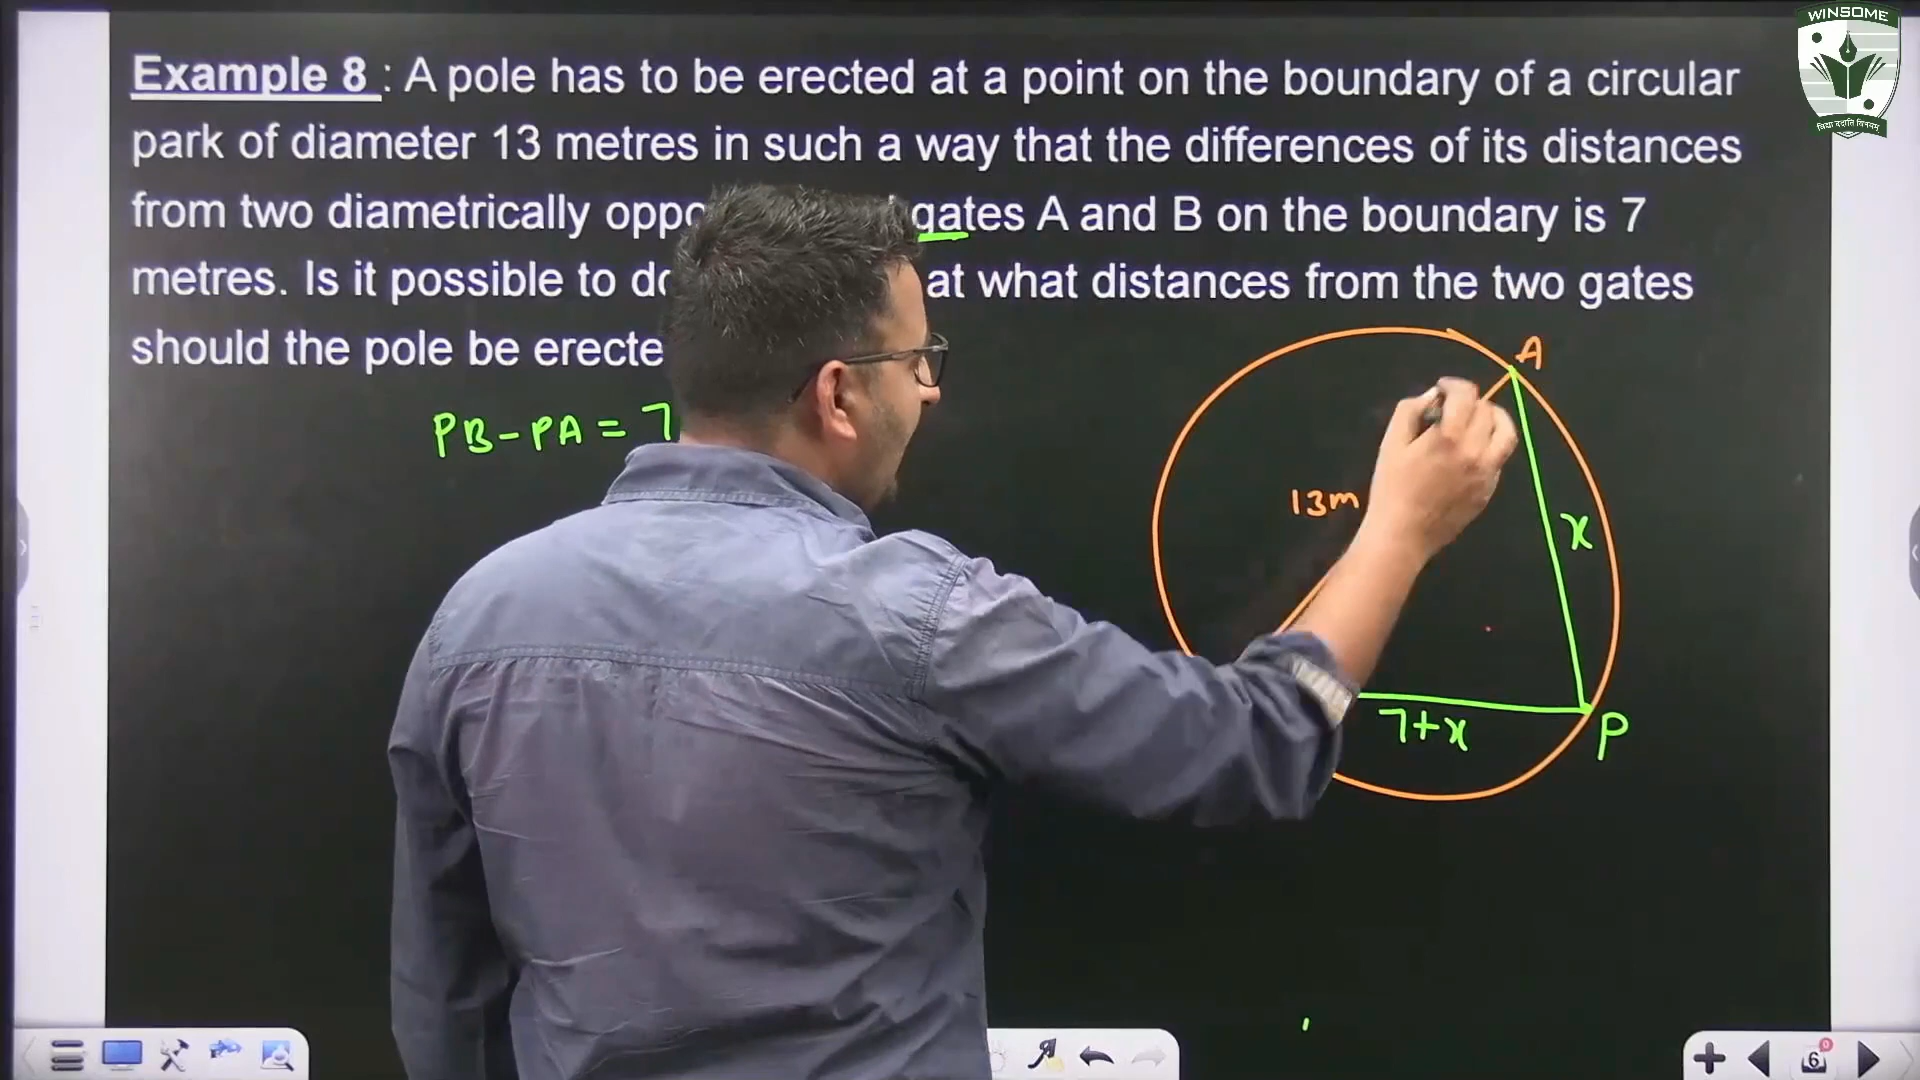 WINSOME
विद्या ददाति विनयम्
Example 8 : A pole has to be erected at a point on the boundary of a circular
park of diameter 13 metres in such a way that the differences of its distances
from two diametrically oppo gates A and B on the boundary is 7
metres. Is it possible to do at what distances from the two gates
should the pole be erecte
PB-PA = 7
A
13m
x
7+x
P
6